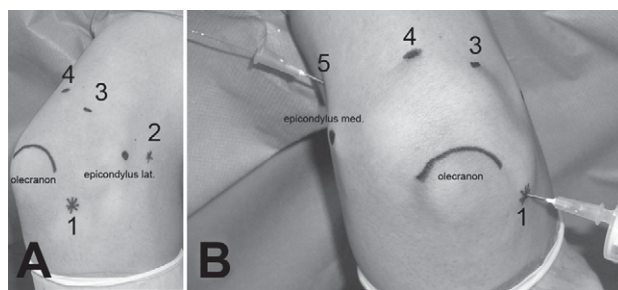 4
3
2
epicondylus lat.
olecranon
1
A
5
4
3
epicondylus med.
olecranon
1
B